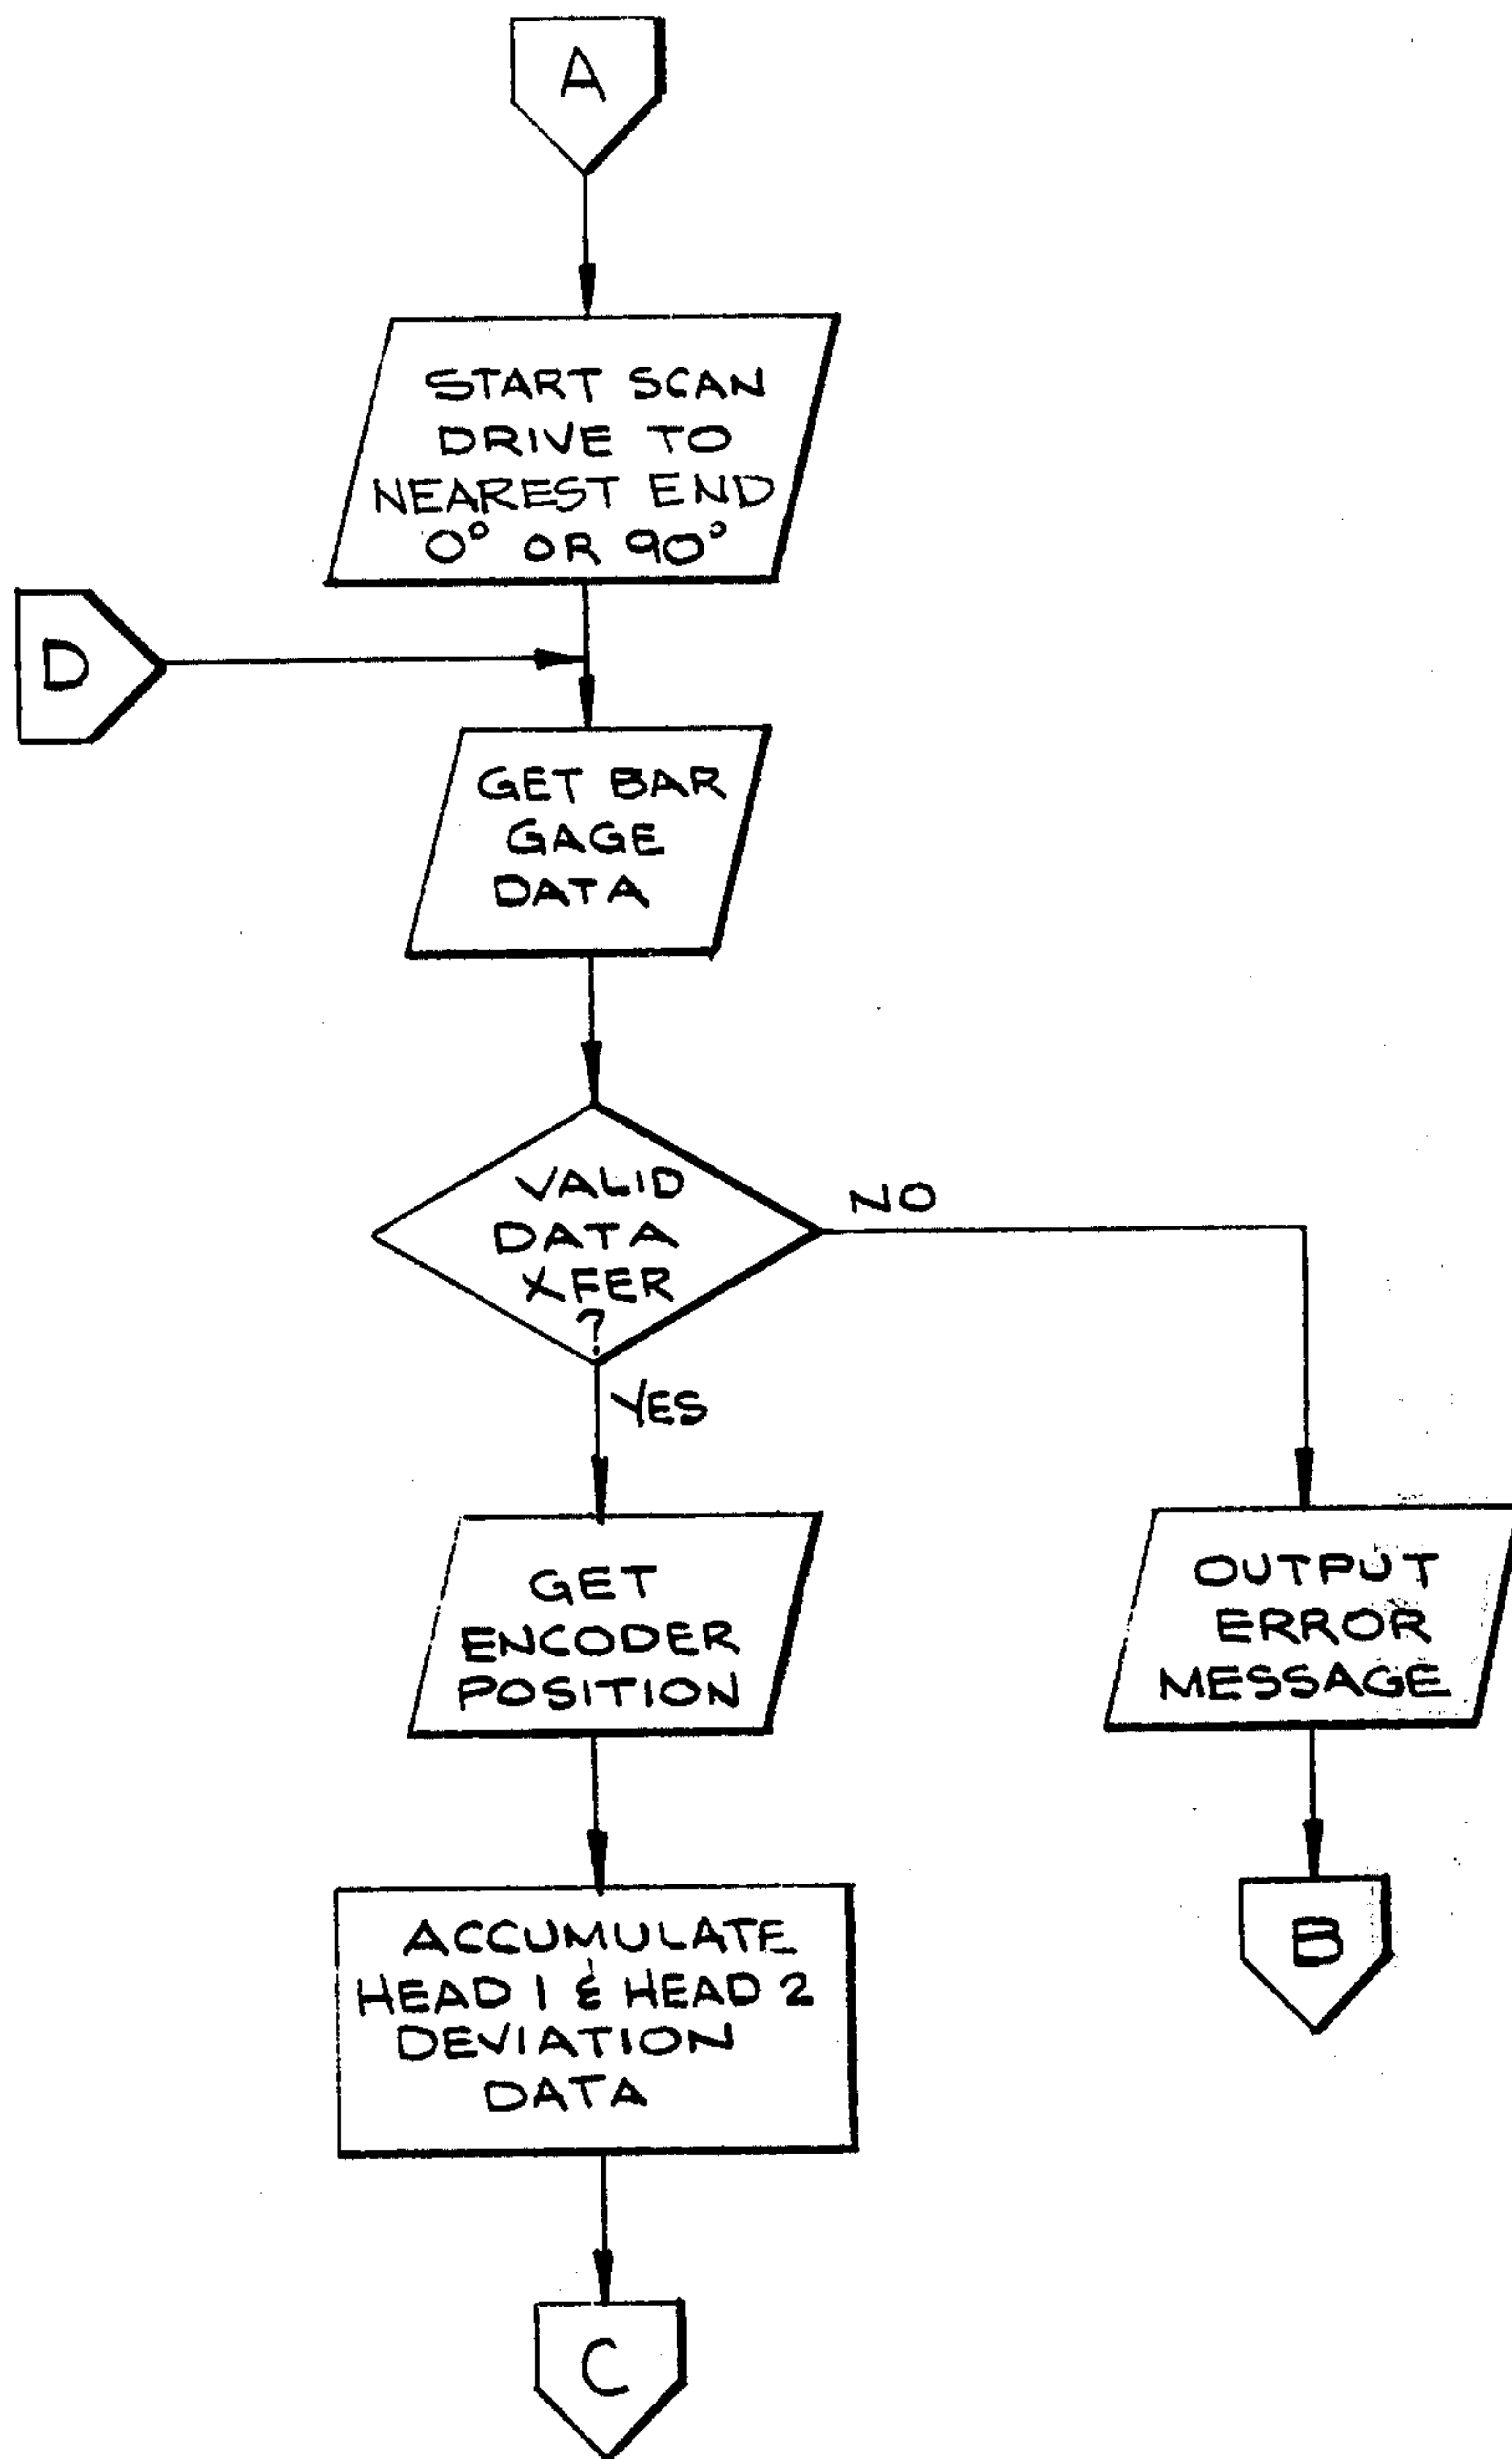 A
START SCAN
DRIVE TO
NEAREST END
0° OR 90°
D
GET BAR
GAGE
DATA
VALID
DATA
XFER
?
NO
YES
GET
ENCODER
POSITION
OUTPUT
ERROR
MESSAGE
ACCUMULATE
HEAD 1 & HEAD 2
DEVIATION
DATA
B
C